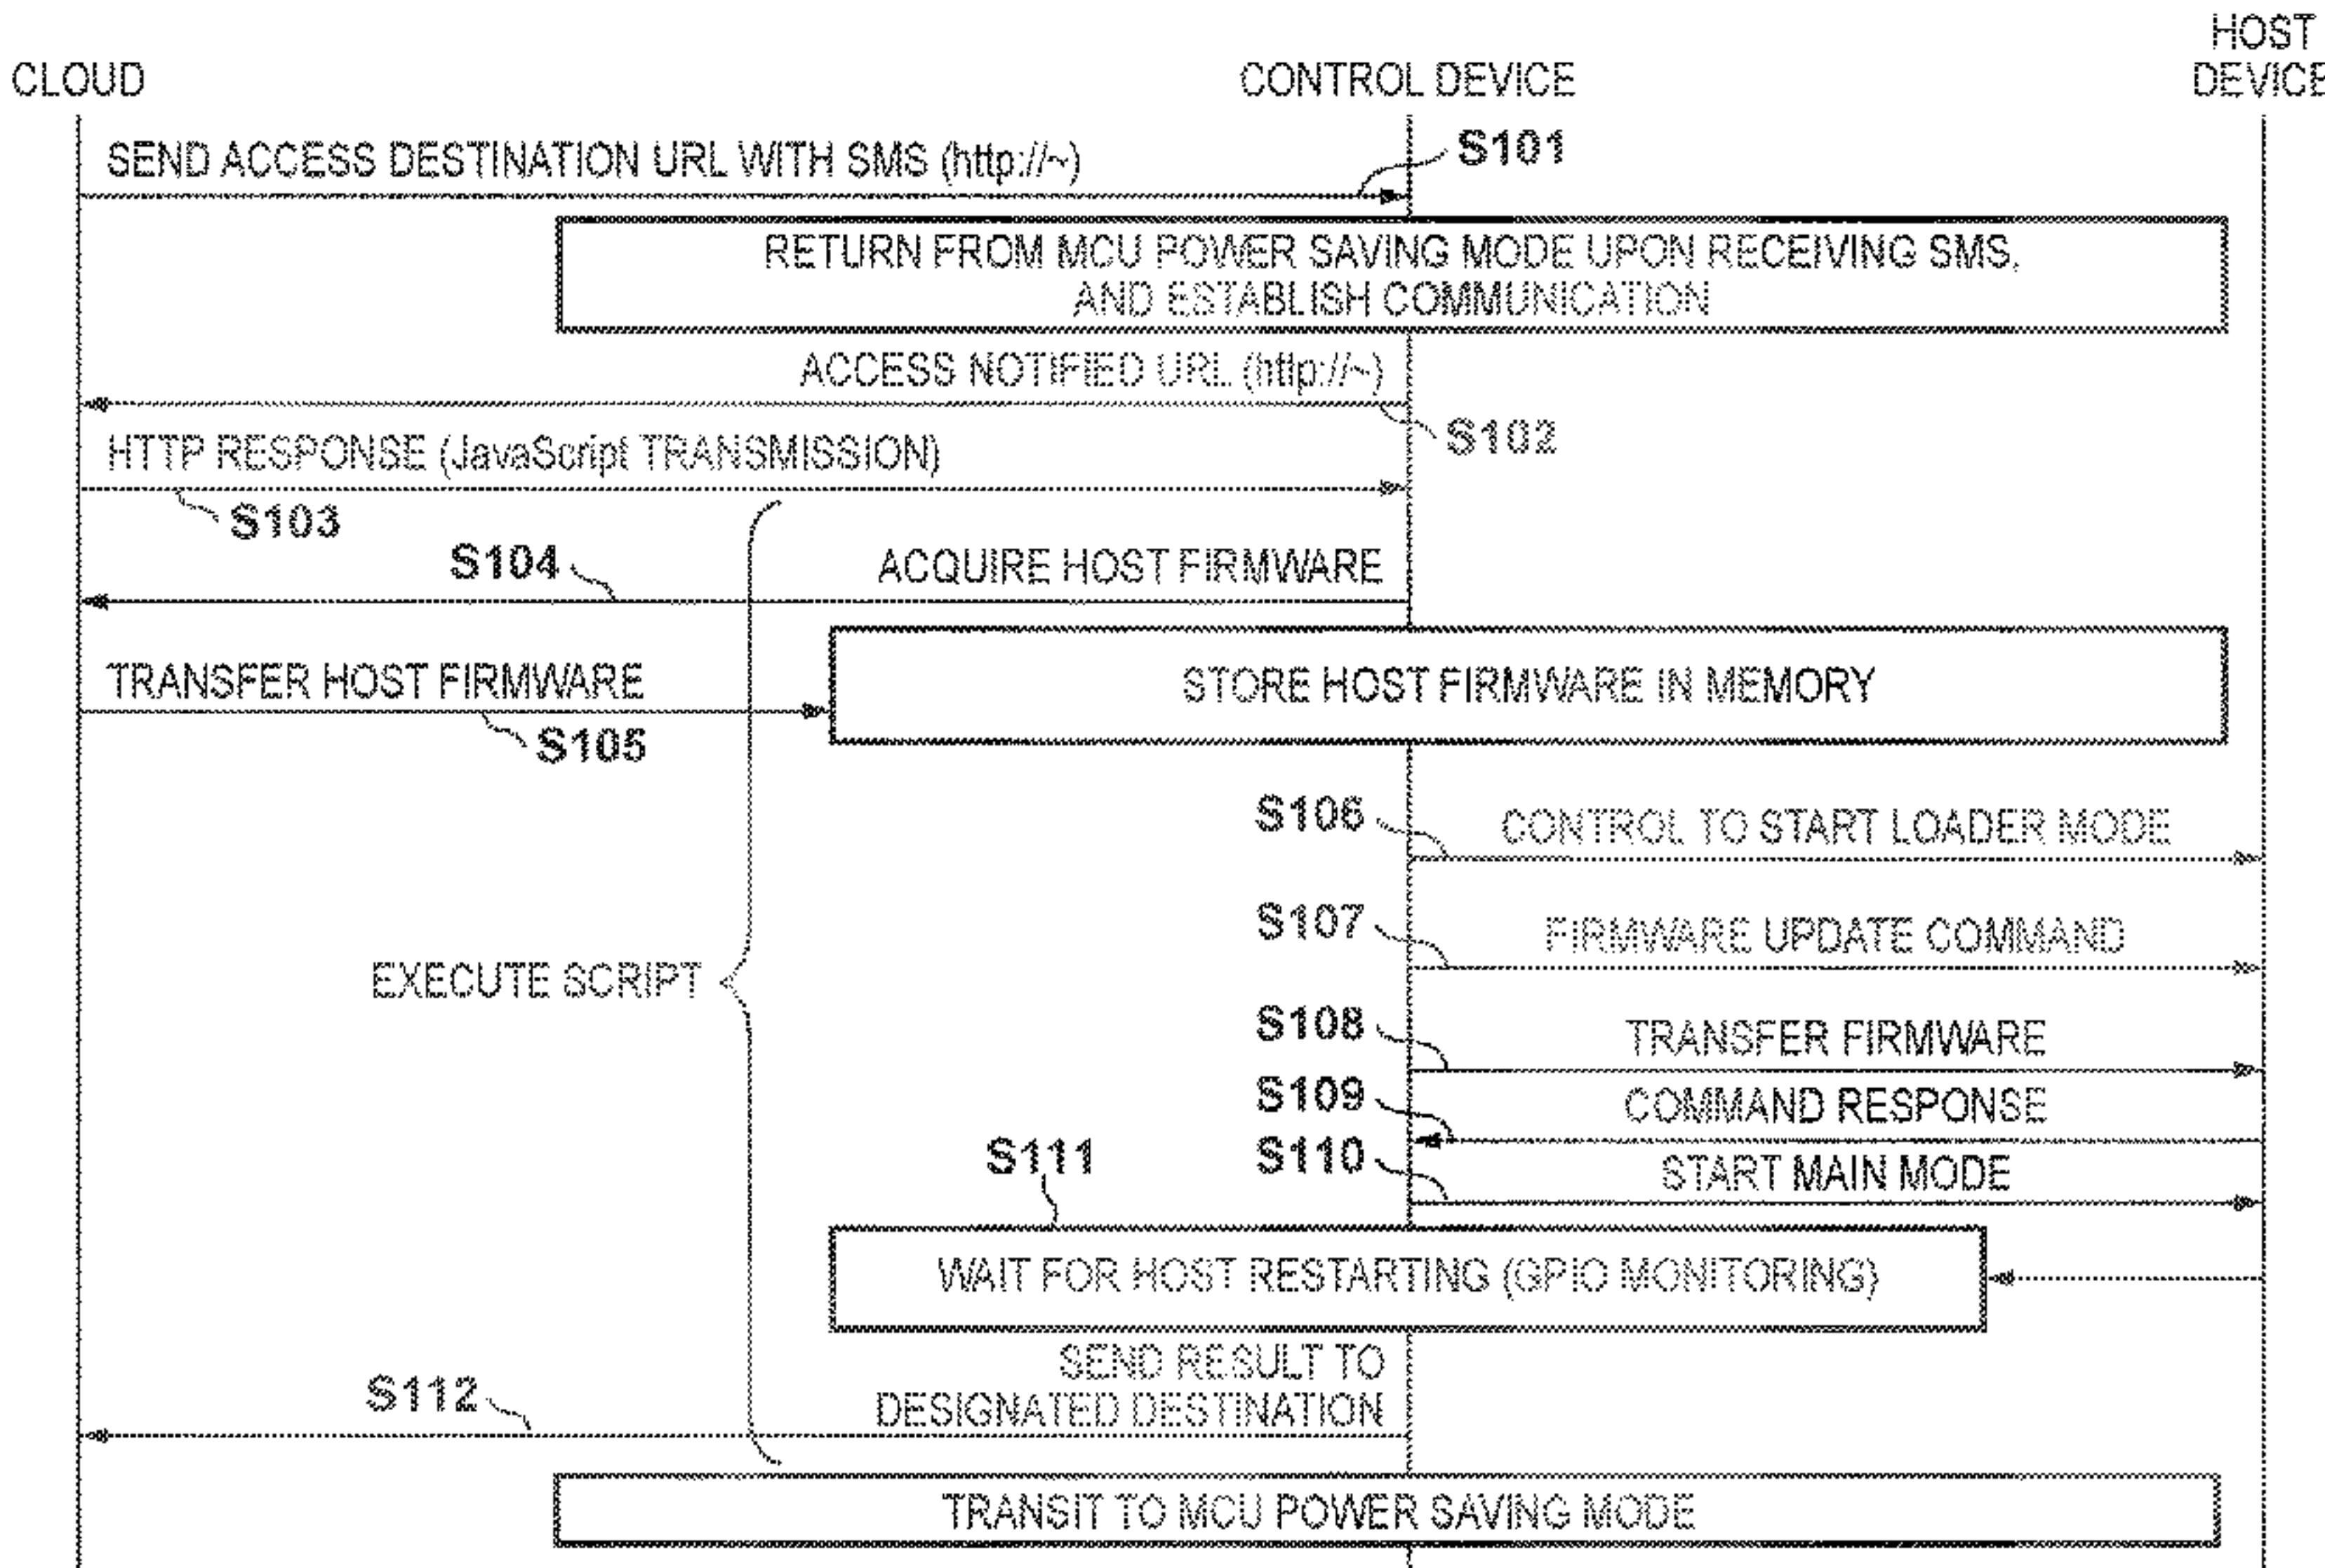 CLOUD
CONTROL DEVICE
HOST
DEVICE
SEND ACCESS DESTINATION URL WITH SMS (http://~)
S101
RETURN FROM MCU POWER SAVING MODE UPON RECEIVING SMS,
AND ESTABLISH COMMUNICATION
ACCESS NOTIFIED URL (http://~)
S102
HTTP RESPONSE (JavaScript TRANSMISSION)
S103
S104
ACQUIRE HOST FIRMWARE
TRANSFER HOST FIRMWARE
STORE HOST FIRMWARE IN MEMORY
S105
S106
CONTROL TO START LOADER MODE
S107
FIRMWARE UPDATE COMMAND
EXECUTE SCRIPT
S108
TRANSFER FIRMWARE
S109
COMMAND RESPONSE
S111
S110
START MAIN MODE
WAIT FOR HOST RESTARTING (GPIO MONITORING)
SEND RESULT TO
DESIGNATED DESTINATION
S112
TRANSIT TO MCU POWER SAVING MODE